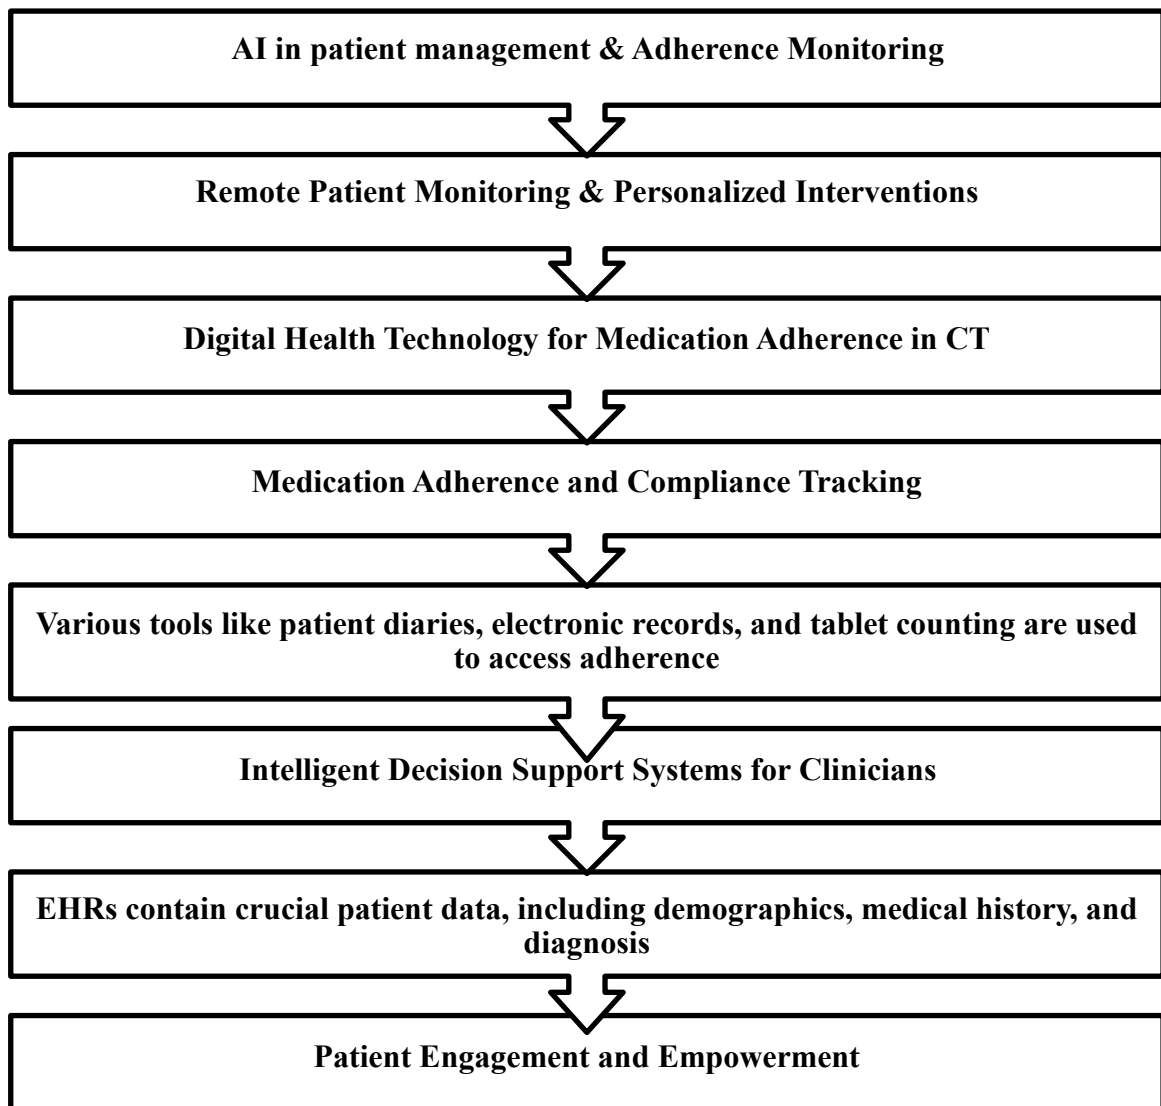 AI in patient management & Adherence Monitoring
Remote Patient Monitoring & Personalized Interventions
Digital Health Technology for Medication Adherence in CT
Medication Adherence and Compliance Tracking
Various tools like patient diaries, electronic records, and tablet counting are used
to access adherence
Intelligent Decision Support Systems for Clinicians
EHRs contain crucial patient data, including demographics, medical history, and
diagnosis
Patient Engagement and Empowerment